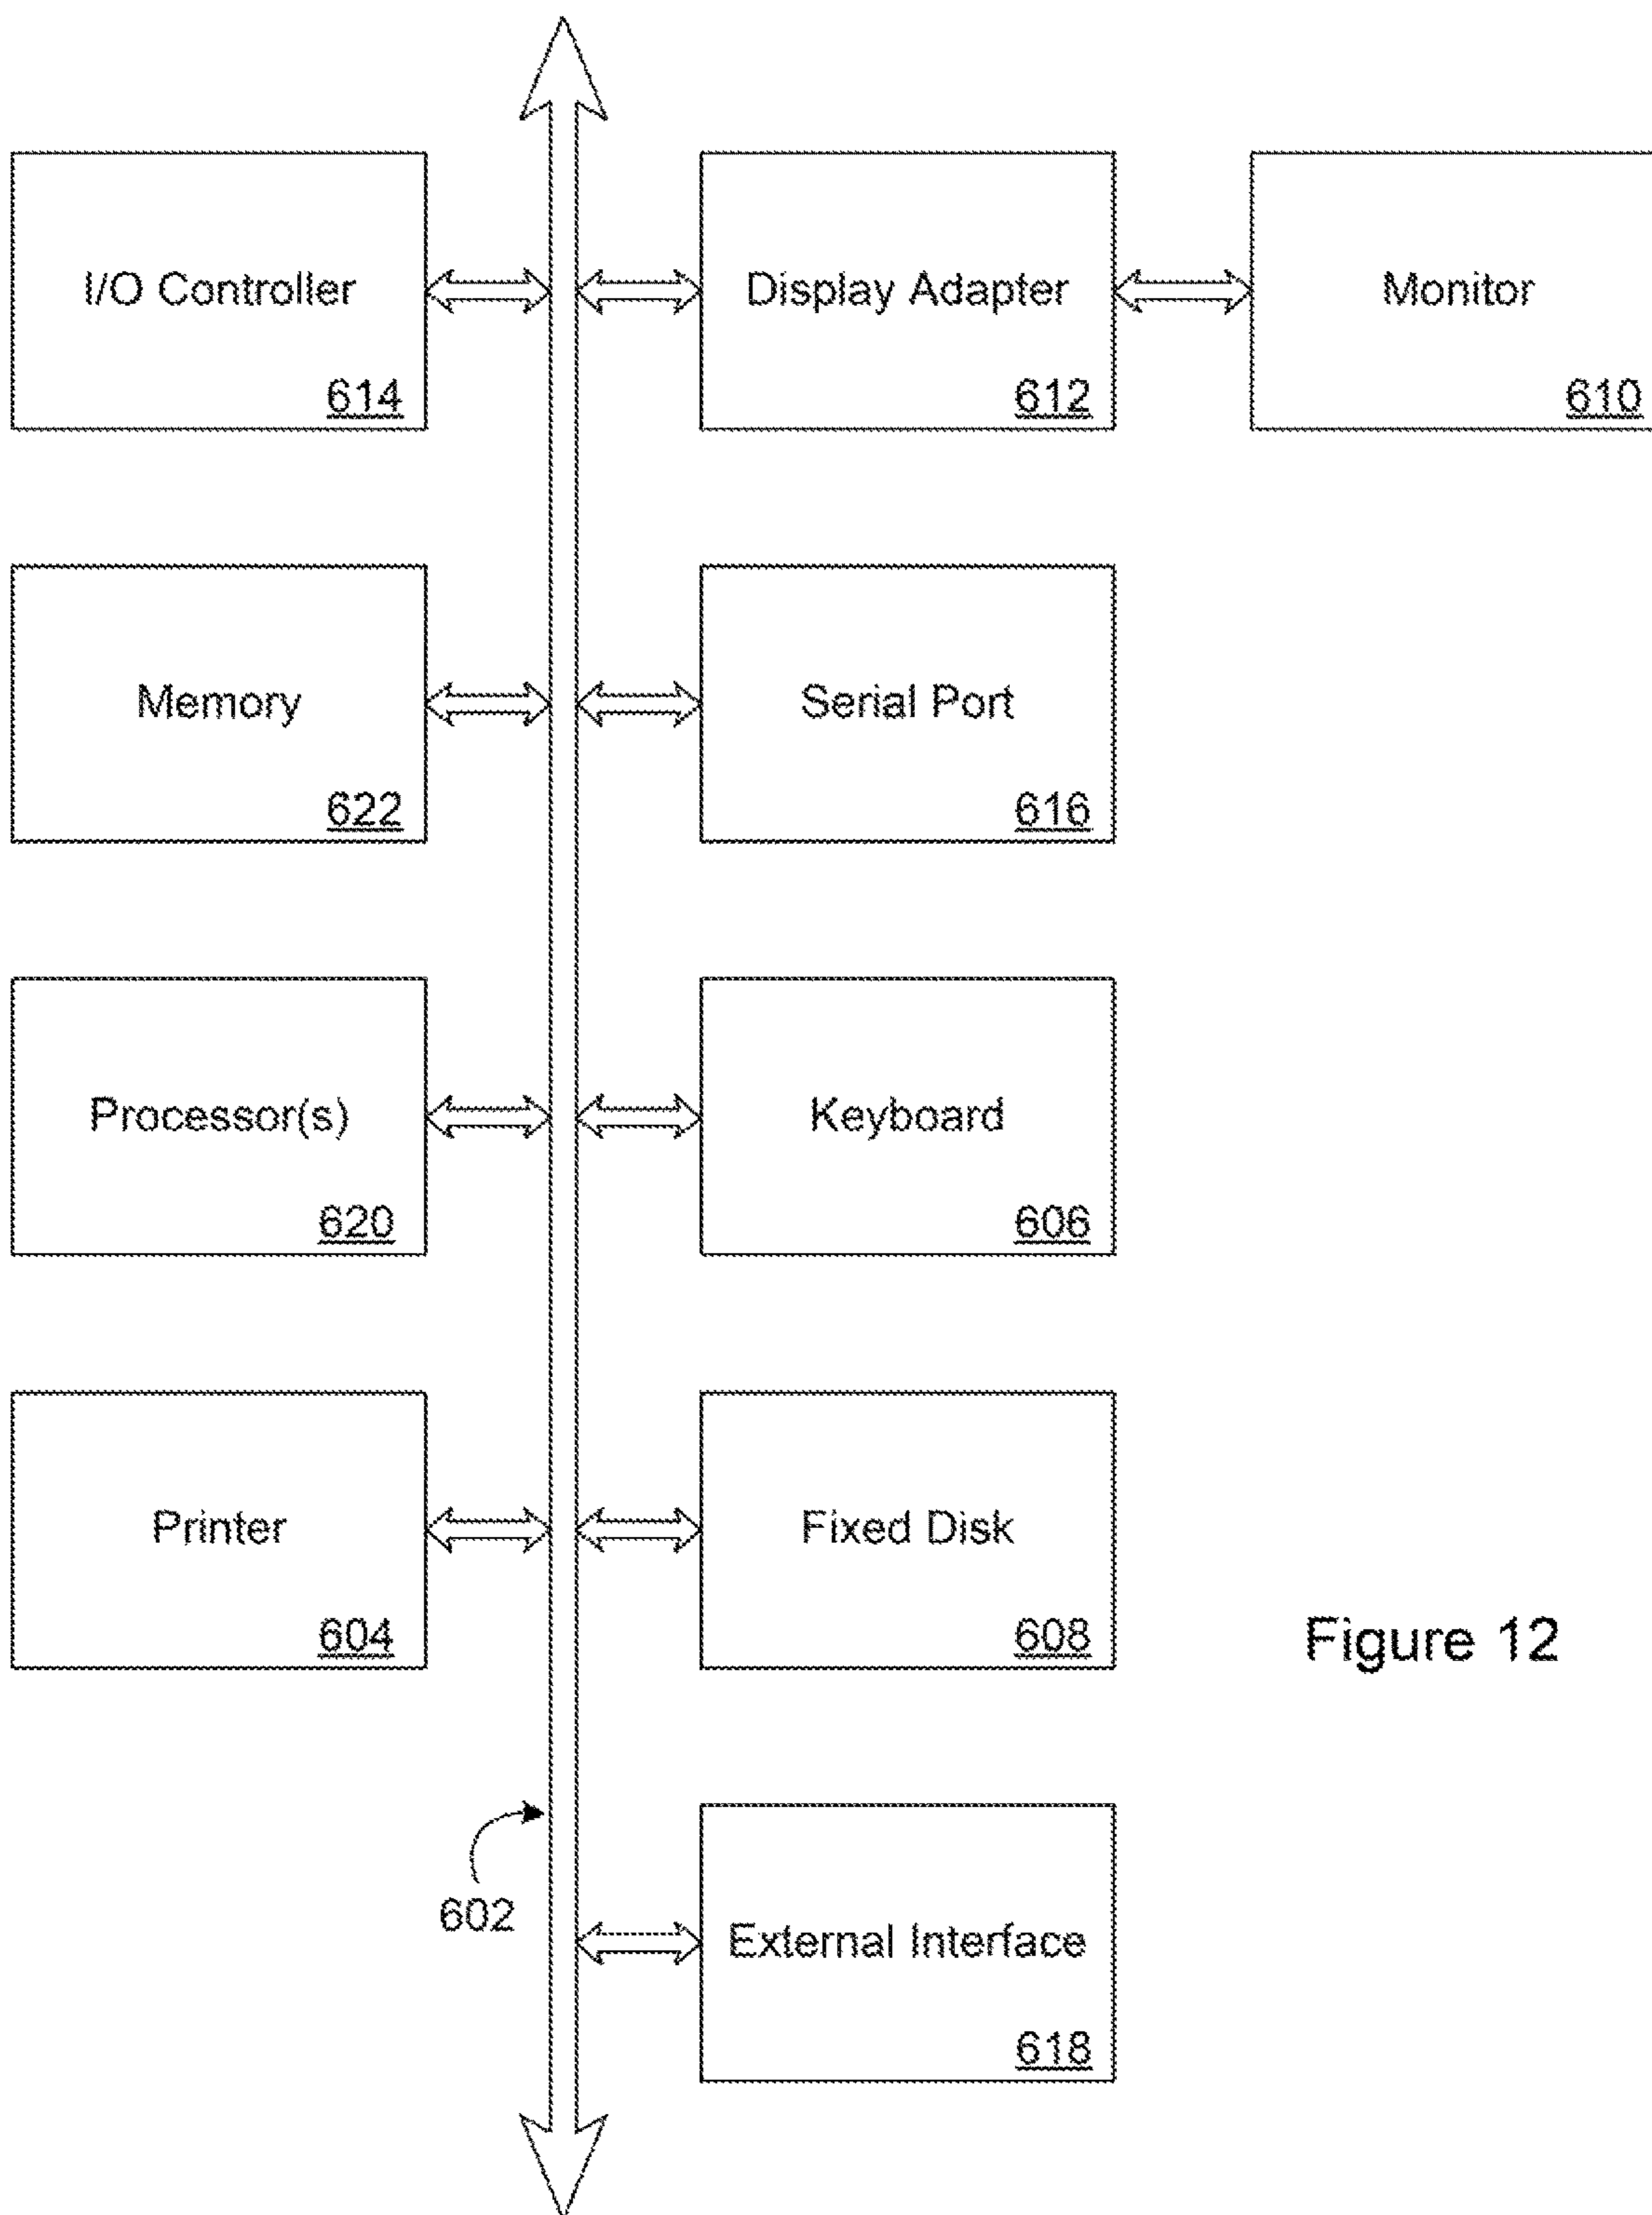 I/O Controller
614
Display Adapter
612
Monitor
610
Memory
622
Serial Port
616
Processor(s)
620
Keyboard
606
Printer
604
Fixed Disk
608
Figure 12
602
External Interface
618